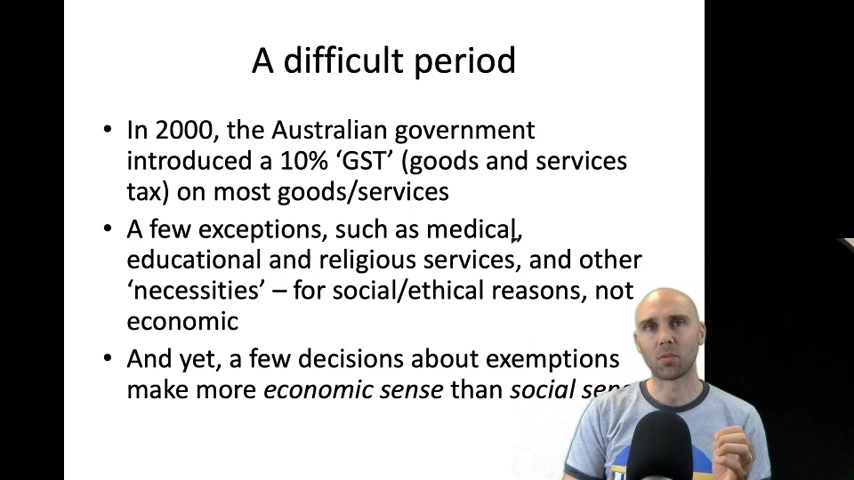 A difficult period
• In 2000, the Australian government
introduced a 10% ‘GST’ (goods and services
tax) on most goods/services
• A few exceptions, such as medical,
educational and religious services, and other
‘necessities’ – for social/ethical reasons, not
economic
• And yet, a few decisions about exemptions
make more economic sense than social